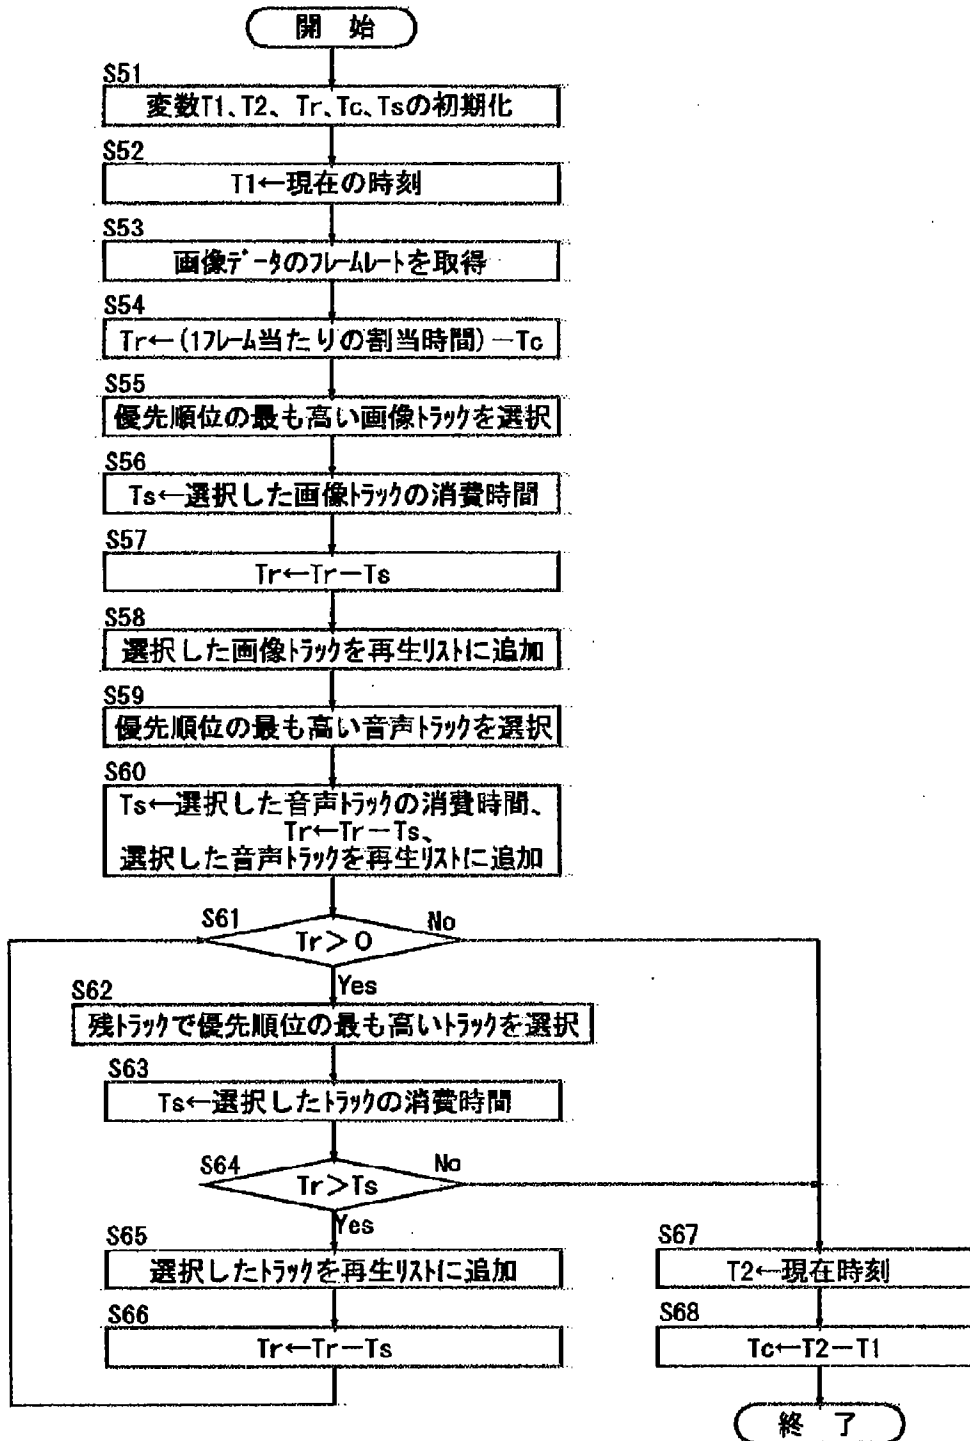 開 始
S51
変数T1、T2、Tr、Tc、Tsの初期化
S52
T1←現在の時刻
S53
画像ﾃﾞｰﾀのﾌﾚｰﾑﾚｰﾄを取得
S54
Tr←(1ﾌﾚｰﾑ当たりの割当時間)－Tc
S55
優先順位の最も高い画像ﾄﾗｯｸを選択
S56
Ts←選択した画像ﾄﾗｯｸの消費時間
S57
Tr←Tr－Ts
S58
選択した画像ﾄﾗｯｸを再生ﾘｽﾄに追加
S59
優先順位の最も高い音声ﾄﾗｯｸを選択
S60
Ts←選択した音声ﾄﾗｯｸの消費時間、
Tr←Tr－Ts、
選択した音声ﾄﾗｯｸを再生ﾘｽﾄに追加
S61
Tr＞0
No
Yes
S62
残ﾄﾗｯｸで優先順位の最も高いﾄﾗｯｸを選択
S63
Ts←選択したﾄﾗｯｸの消費時間
S64
Tr＞Ts
No
Yes
S65
選択したﾄﾗｯｸを再生ﾘｽﾄに追加
S66
Tr←Tr－Ts
S67
T2←現在時刻
S68
Tc←T2－T1
終 了